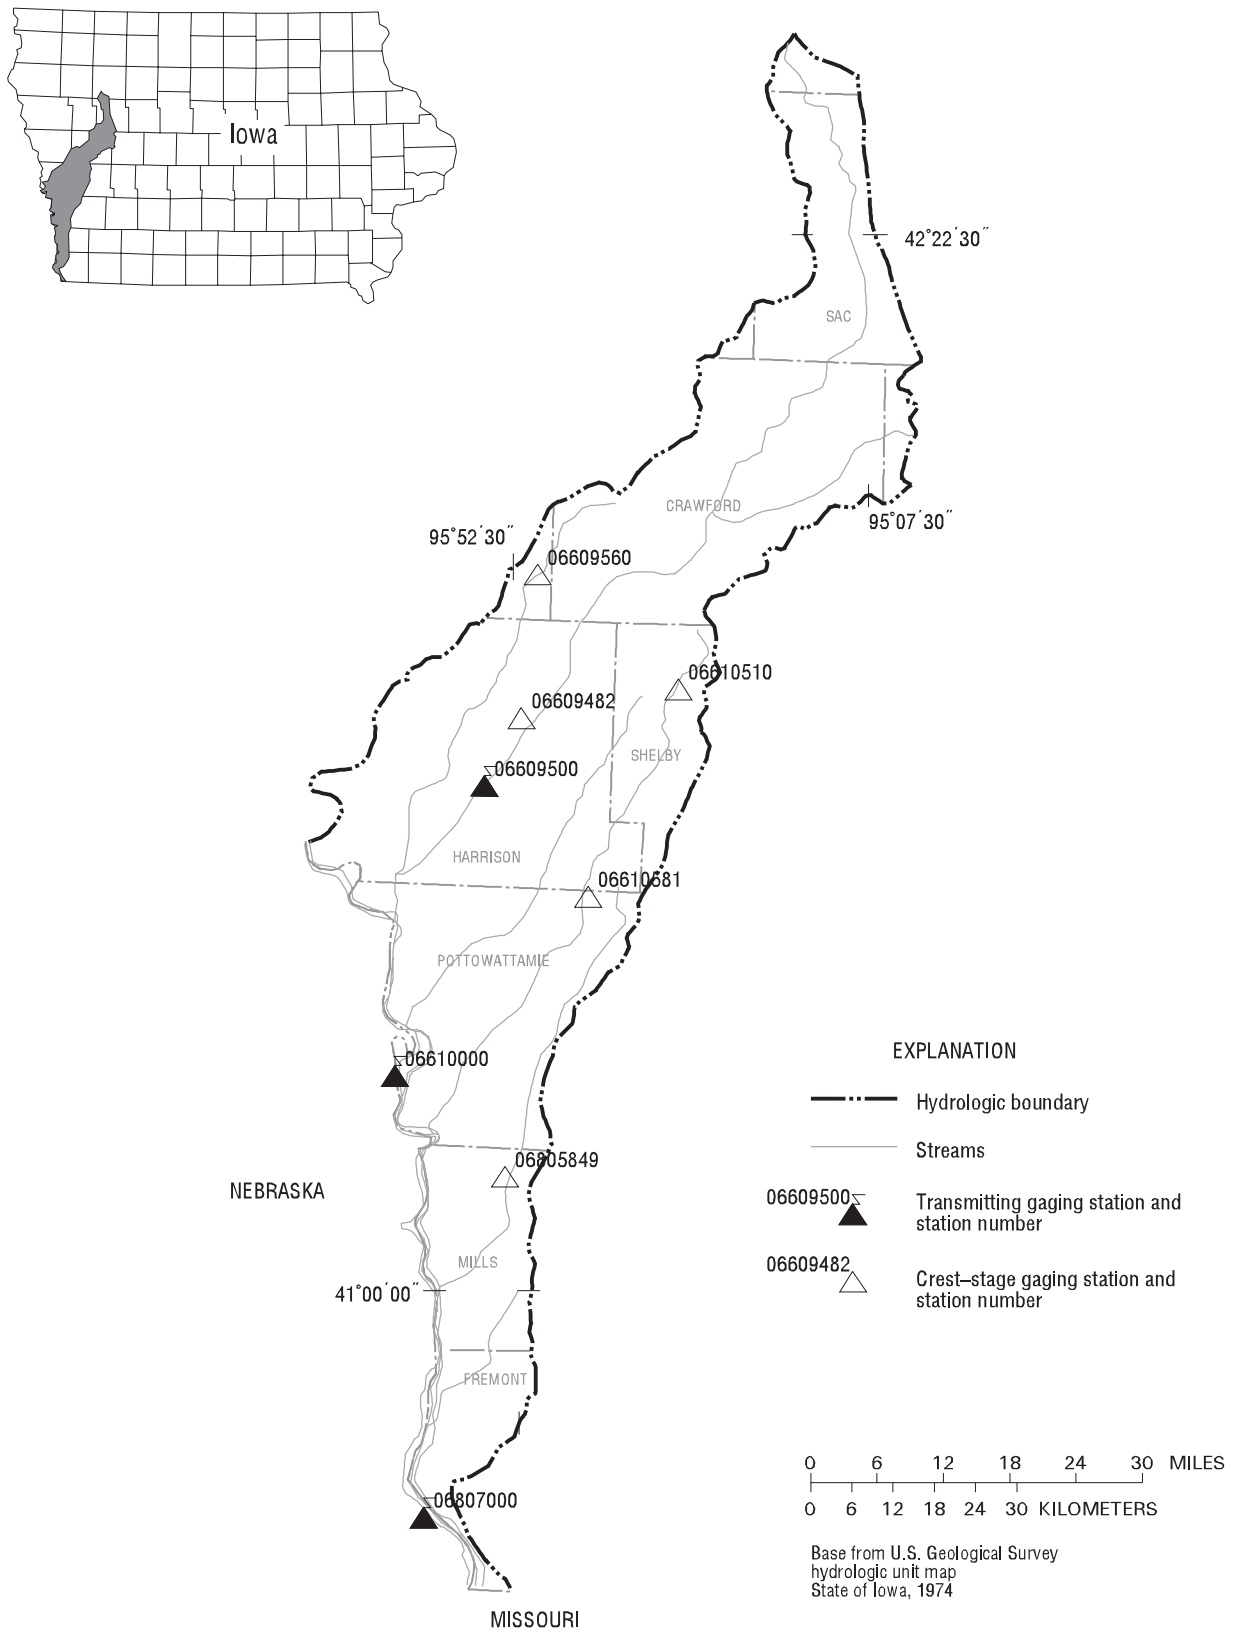 Iowa
42°22′30″
SAC
CRAWFORD
95°07′30″
95°52′30″
06609560
06610510
06609482
SHELBY
06609500
HARRISON
06610681
POTTOWATTAMIE
06610000
06805849
NEBRASKA
MILLS
41°00′00″
FREMONT
06807000
MISSOURI
EXPLANATION
Hydrologic boundary
Streams
06609500
Transmitting gaging station and
station number
06609482
Crest–stage gaging station and
station number
0 6 12 18 24 30 MILES
0 6 12 18 24 30 KILOMETERS
Base from U.S. Geological Survey
hydrologic unit map
State of Iowa, 1974